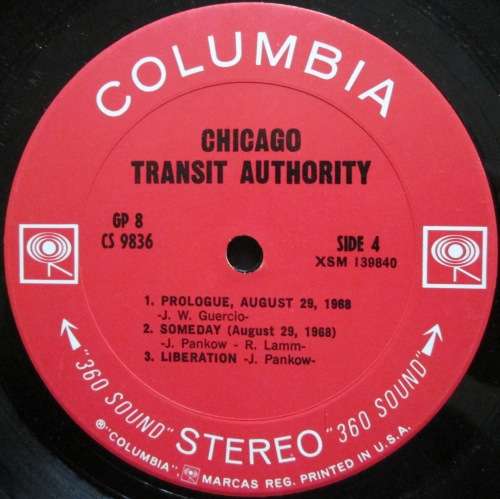 COLUMBIA
CHICAGO
TRANSIT AUTHORITY
GP 8
CS 9836
SIDE 4
XSM 139840
1. PROLOGUE, AUGUST 29, 1968
-J. W. Guercio-
2. SOMEDAY (August 29, 1968)
-J. Pankow - R. Lamm-
3. LIBERATION -J. Pankow-
"360 SOUND" STEREO "360 SOUND"
℗"COLUMBIA", MARCAS REG. PRINTED IN U.S.A.